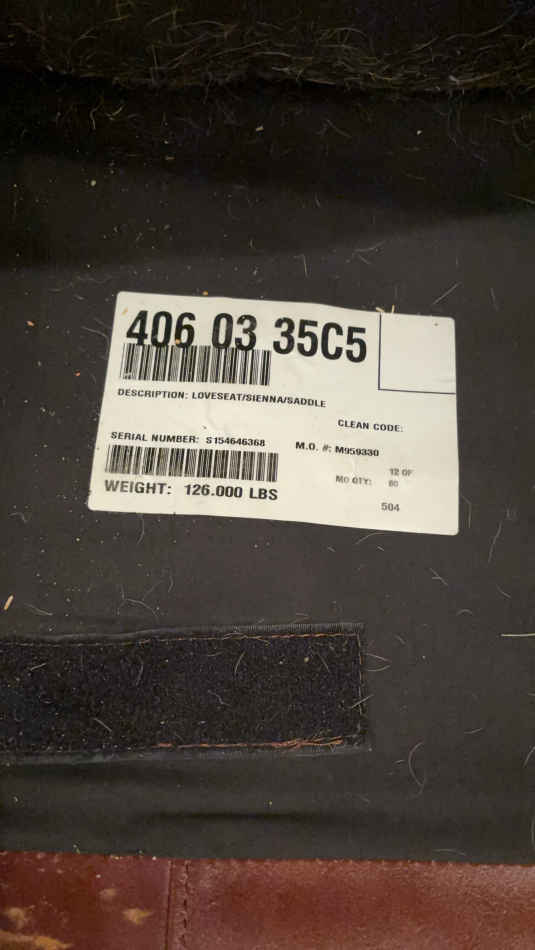 406 03 35C5
DESCRIPTION: LOVESEAT/SIENNA/SADDLE
CLEAN CODE:
SERIAL NUMBER: S154646368
M.O. #: M959330
12 OF
MO QTY: 80
WEIGHT: 126.000 LBS
504